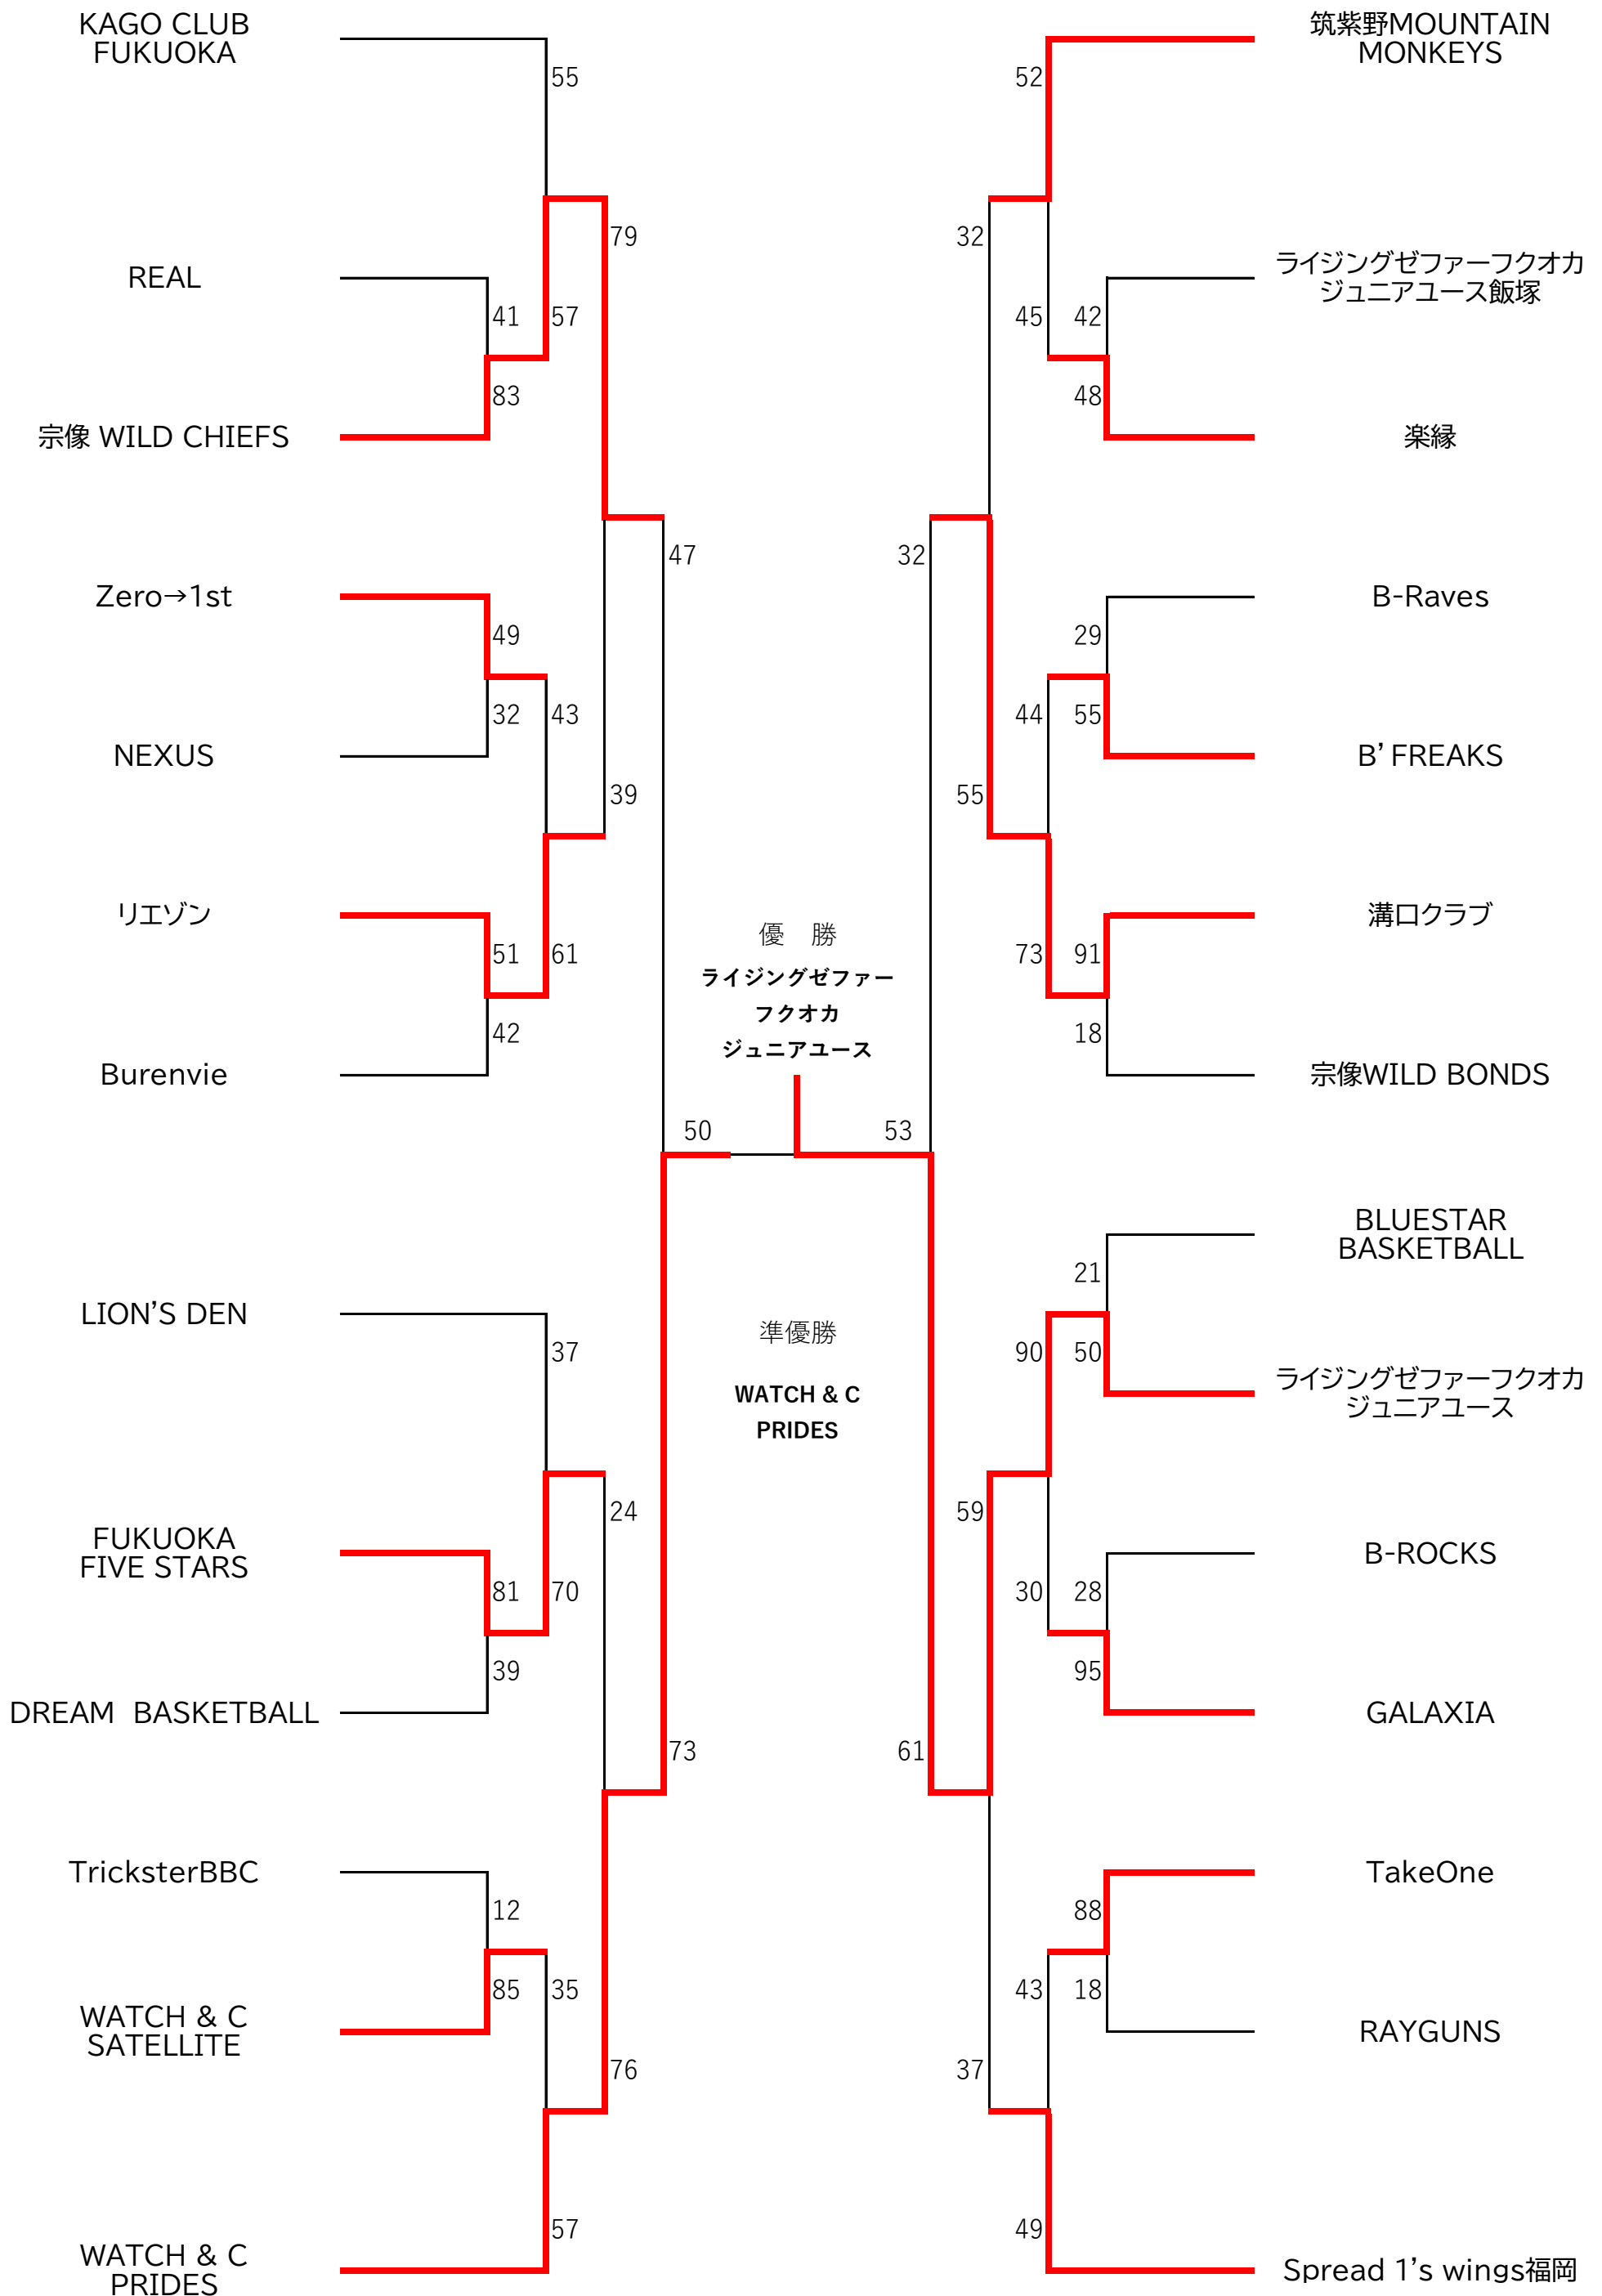 KAGO CLUB
FUKUOKA
55
REAL
41
57
79
83
宗像 WILD CHIEFS
Zero→1st
49
47
32
43
NEXUS
39
リエゾン
51
61
42
Burenvie
LION'S DEN
37
FUKUOKA
FIVE STARS
24
81
70
39
DREAM BASKETBALL
73
TricksterBBC
12
85
35
WATCH & C
SATELLITE
76
57
WATCH & C
PRIDES
優 勝
ライジングゼファー
フクオカ
ジュニアユース
50
53
準優勝
WATCH & C
PRIDES
筑紫野MOUNTAIN
MONKEYS
52
32
ライジングゼファーフクオカ
ジュニアユース飯塚
45
42
48
楽縁
32
B-Raves
29
44
55
B' FREAKS
55
溝口クラブ
73
91
18
宗像WILD BONDS
BLUESTAR
BASKETBALL
21
90
50
ライジングゼファーフクオカ
ジュニアユース
59
B-ROCKS
30
28
95
GALAXIA
61
TakeOne
88
43
18
RAYGUNS
37
49
Spread 1's wings福岡